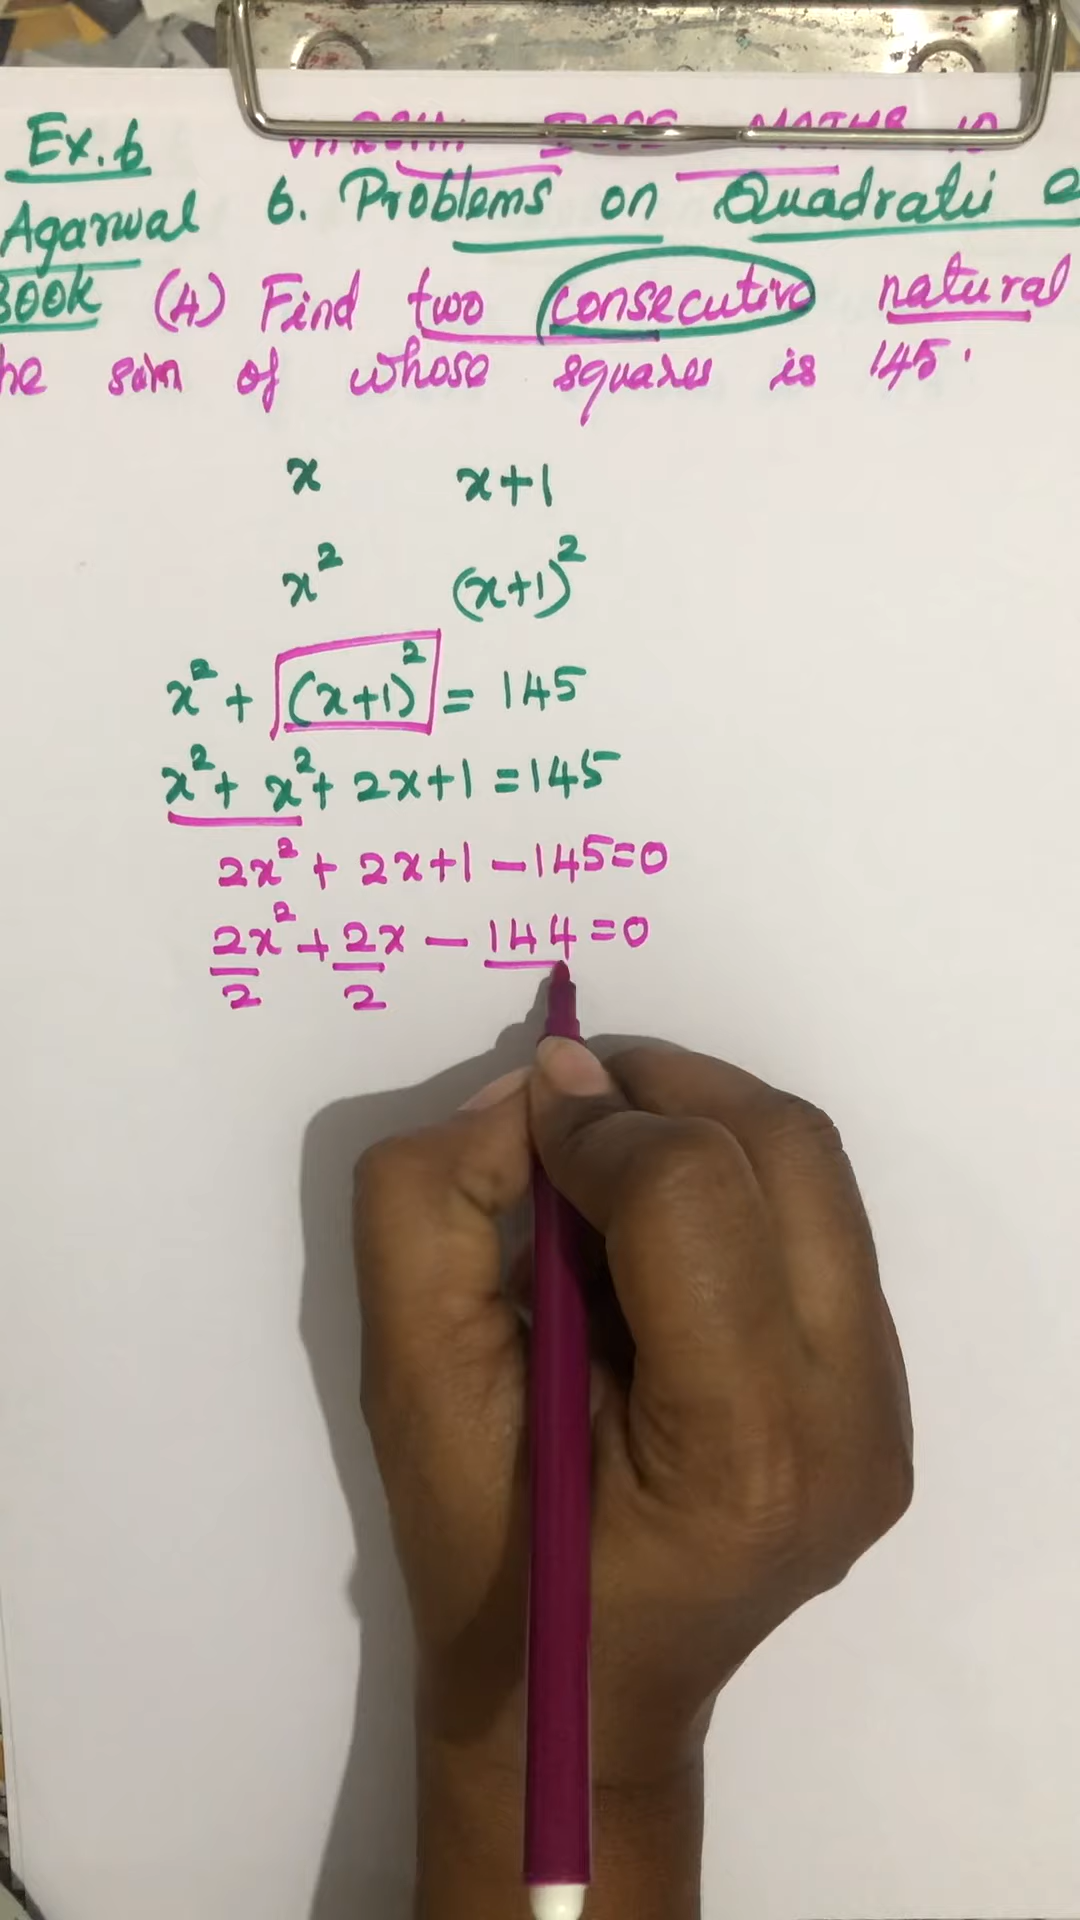 Ex.6
6. Problems on Quadratic
Agarwal
Book (4) Find two consecutive natural
sum of whose squares is 145.
x x+1
x² (x+1)²
x² + (x+1)² = 145
x² + x² + 2x+1 = 145
2x² + 2x+1 - 145=0
2x² + 2x - 144 = 0
2 2